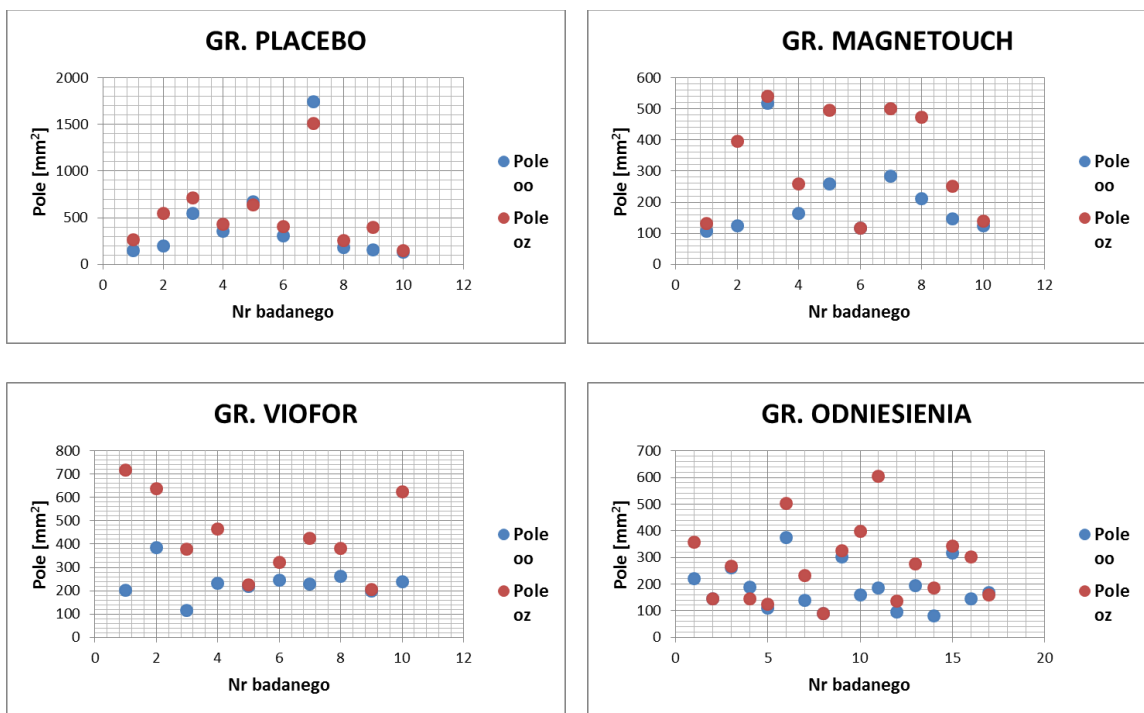 GR. PLACEBO
2000
1500
1000
500
0
0 2 4 6 8 10 12
Pole [mm²]
Nr badanego
Pole
oo
Pole
oz
GR. MAGNETOUCH
600
500
400
300
200
100
0
0 2 4 6 8 10 12
Pole [mm²]
Nr badanego
Pole
oo
Pole
oz
GR. VIOFOR
800
700
600
500
400
300
200
100
0
0 2 4 6 8 10 12
Pole [mm²]
Nr badanego
Pole
oo
Pole
oz
GR. ODNIESIENIA
700
600
500
400
300
200
100
0
0 5 10 15 20
Pole [mm²]
Nr badanego
Pole
oo
Pole
oz